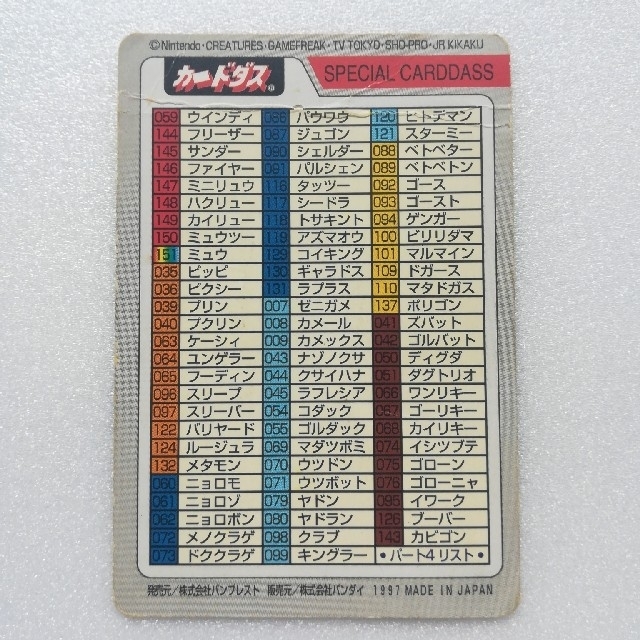 ©Nintendo・CREATURES・GAMEFREAK・TV TOKYO・SHO-PRO・JR KIKAKU
カードダス®
SPECIAL CARDDASS
059 ウインディ 086 パウワウ 120 ヒトデマン
144 フリーザー 087 ジュゴン 121 スターミー
145 サンダー 090 シェルダー 088 ベトベター
146 ファイヤー 091 パルシェン 089 ベトベトン
147 ミニリュウ 116 タッツー 092 ゴース
148 ハクリュー 117 シードラ 093 ゴースト
149 カイリュー 118 トサキント 094 ゲンガー
150 ミュウツー 119 アズマオウ 100 ビリリダマ
151 ミュウ 129 コイキング 101 マルマイン
035 ピッピ 130 ギャラドス 109 ドガース
036 ピクシー 131 ラプラス 110 マタドガス
039 プリン 007 ゼニガメ 137 ポリゴン
040 プクリン 008 カメール 041 ズバット
063 ケーシィ 009 カメックス 042 ゴルバット
064 ユンゲラー 043 ナゾノクサ 050 ディグダ
065 フーディン 044 クサイハナ 051 ダグトリオ
096 スリープ 045 ラフレシア 066 ワンリキー
097 スリーパー 054 コダック 067 ゴーリキー
122 バリヤード 055 ゴルダック 068 カイリキー
124 ルージュラ 069 マダツボミ 074 イシツブテ
132 メタモン 070 ウツドン 075 ゴローン
060 ニョロモ 071 ウツボット 076 ゴローニャ
061 ニョロゾ 079 ヤドン 095 イワーク
062 ニョロボン 080 ヤドラン 126 ブーバー
072 メノクラゲ 098 クラブ 143 カビゴン
073 ドククラゲ 099 キングラー ・パート4リスト・
発売元/株式会社バンプレスト 販売元/株式会社バンダイ 1997 MADE IN JAPAN